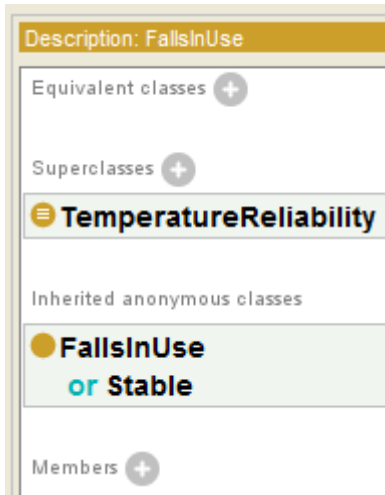 Description: FallsInUse
Equivalent classes
Superclasses
TemperatureReliability
Inherited anonymous classes
FallsInUse
or Stable
Members